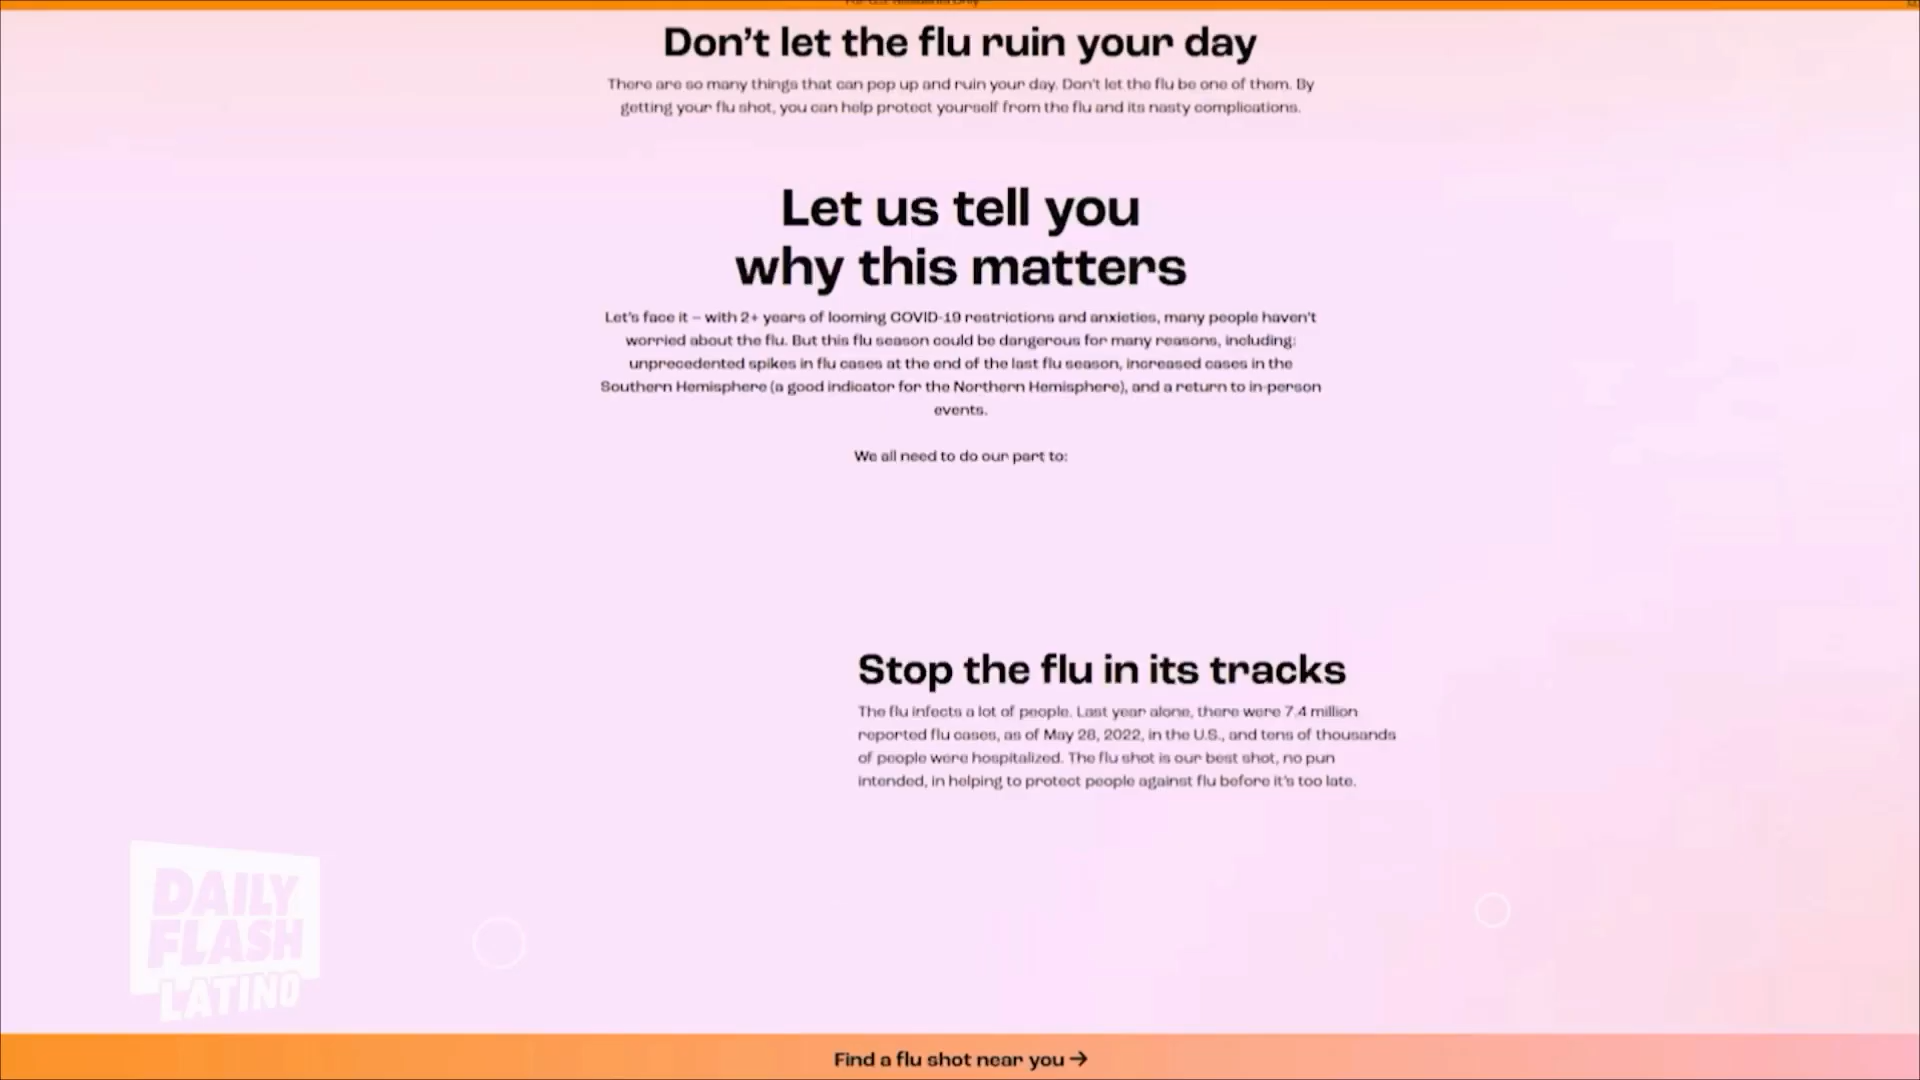 For U.S. Residents Only
Don't let the flu ruin your day
There are so many things that can pop up and ruin your day. Don't let the flu be one of them. By
getting your flu shot, you can help protect yourself from the flu and its nasty complications.
Let us tell you
why this matters
Let's face it – with 2+ years of looming COVID-19 restrictions and anxieties, many people haven't
worried about the flu. But this flu season could be dangerous for many reasons, including:
unprecedented spikes in flu cases at the end of the last flu season, increased cases in the
Southern Hemisphere (a good indicator for the Northern Hemisphere), and a return to in-person
events.
We all need to do our part to:
Stop the flu in its tracks
The flu infects a lot of people. Last year alone, there were 7.4 million
reported flu cases, as of May 28, 2022, in the U.S., and tens of thousands
of people were hospitalized. The flu shot is our best shot, no pun
intended, in helping to protect people against flu before it's too late.
DAILY
FLASH
LATINO
Find a flu shot near you →